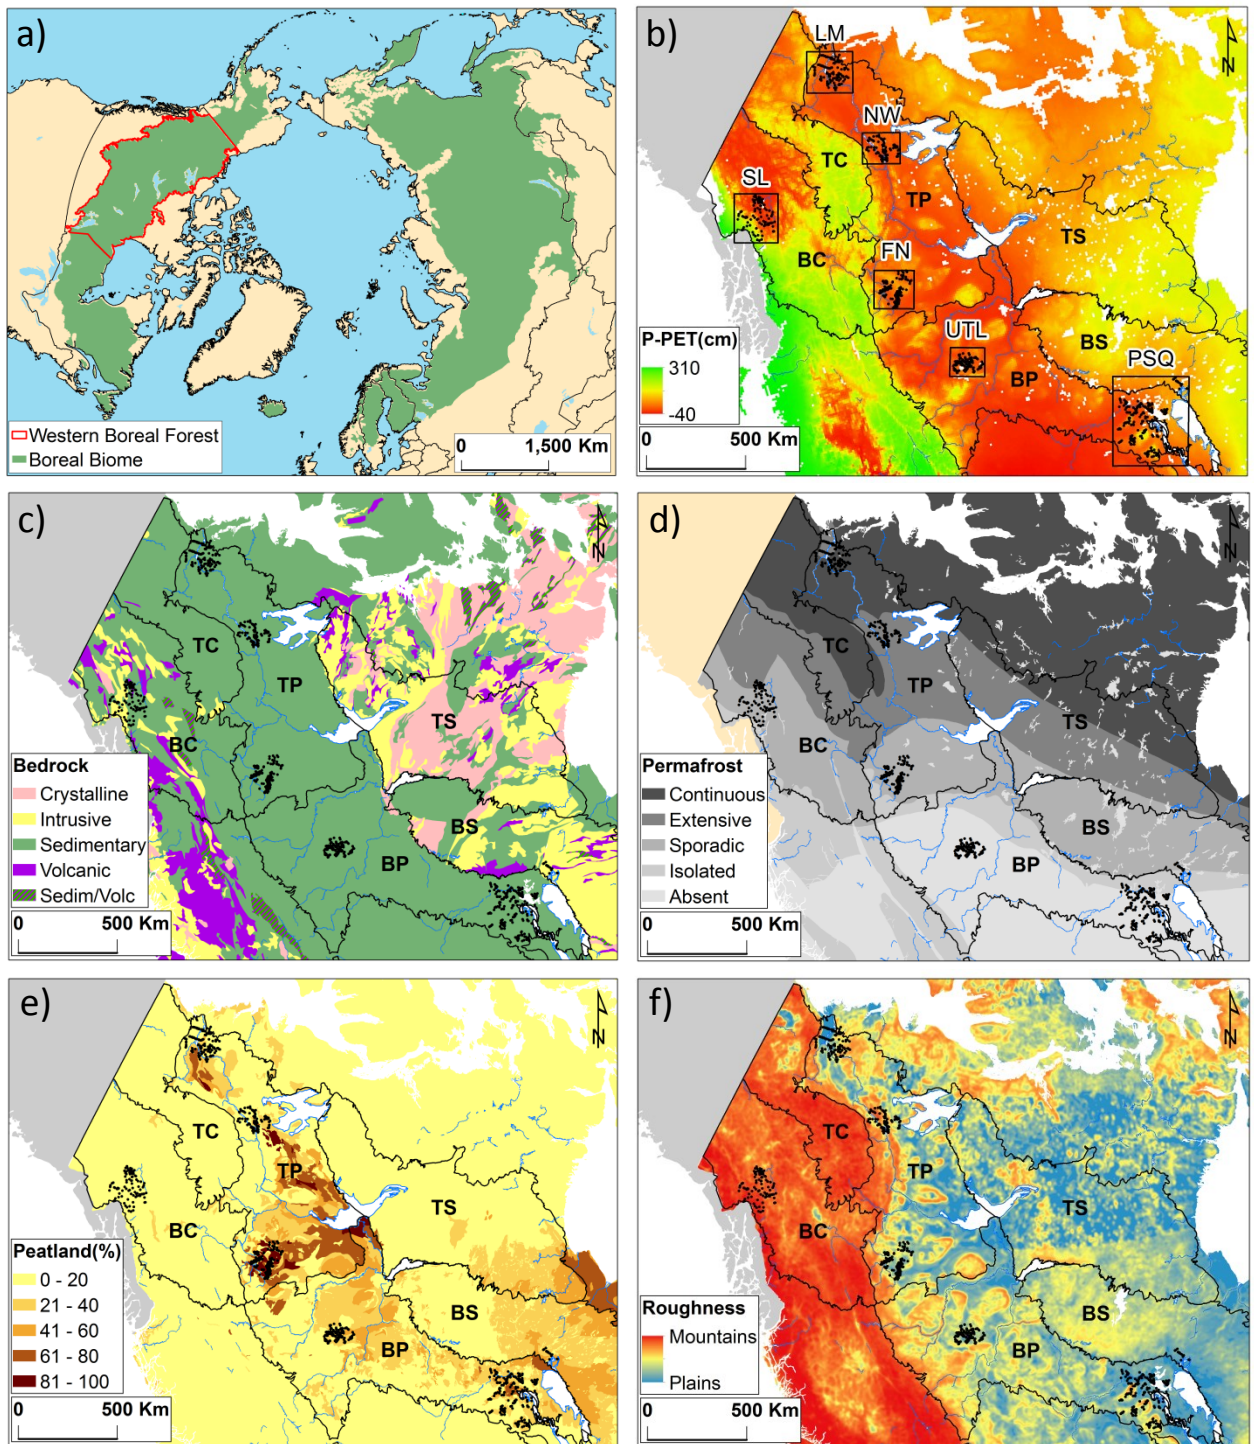 a)
Western Boreal Forest
Boreal Biome
0 1,500 Km
b)
LM
N
NW
TC
SL
TP
TS
FN
BC
P-PET(cm)
310
-40
UTL
BS
PSQ
BP
0 500 Km
c)
N
TC
TP
TS
BC
Bedrock
Crystalline
Intrusive
Sedimentary
Volcanic
Sedim/Volc
BS
BP
0 500 Km
d)
N
TC
TP
TS
BC
Permafrost
Continuous
Extensive
Sporadic
Isolated
Absent
BS
BP
0 500 Km
e)
N
TC
TP
TS
BC
Peatland(%)
0 - 20
21 - 40
41 - 60
61 - 80
81 - 100
BS
BP
0 500 Km
f)
N
TC
TP
TS
BC
Roughness
Mountains
Plains
BS
BP
0 500 Km